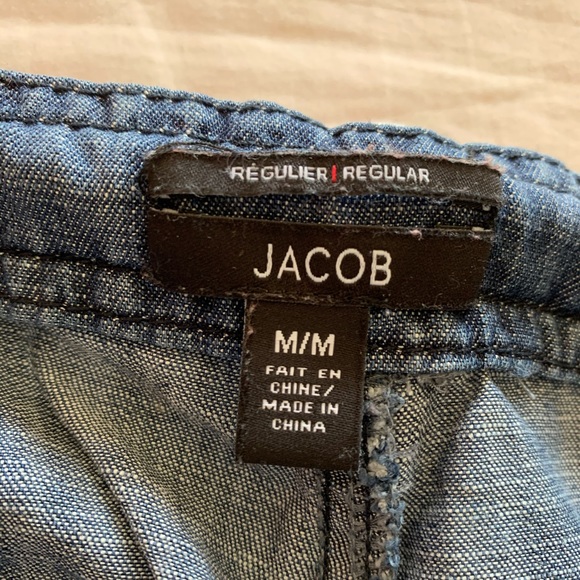 RÉGULIER | REGULAR
JACOB
M/M
FAIT EN
CHINE/
MADE IN
CHINA